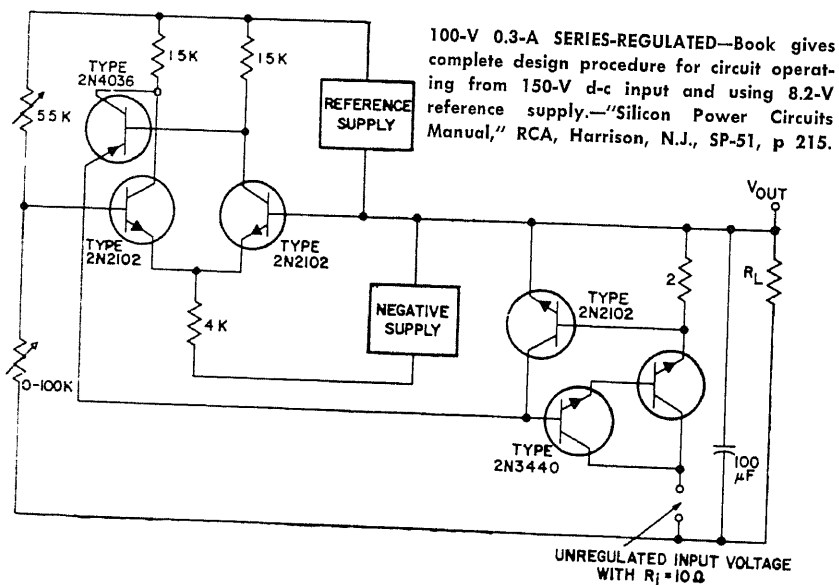 100-V 0.3-A SERIES-REGULATED—Book gives
complete design procedure for circuit operat-
ing from 150-V d-c input and using 8.2-V
reference supply.—"Silicon Power Circuits
Manual," RCA, Harrison, N.J., SP-51, p 215.
15K
15K
TYPE
2N4036
55K
REFERENCE
SUPPLY
VOUT
TYPE
2N2102
TYPE
2N2102
RL
2
TYPE
2N2102
NEGATIVE
SUPPLY
4K
0-100K
TYPE
2N3440
100
μF
UNREGULATED INPUT VOLTAGE
WITH Ri = 10Ω